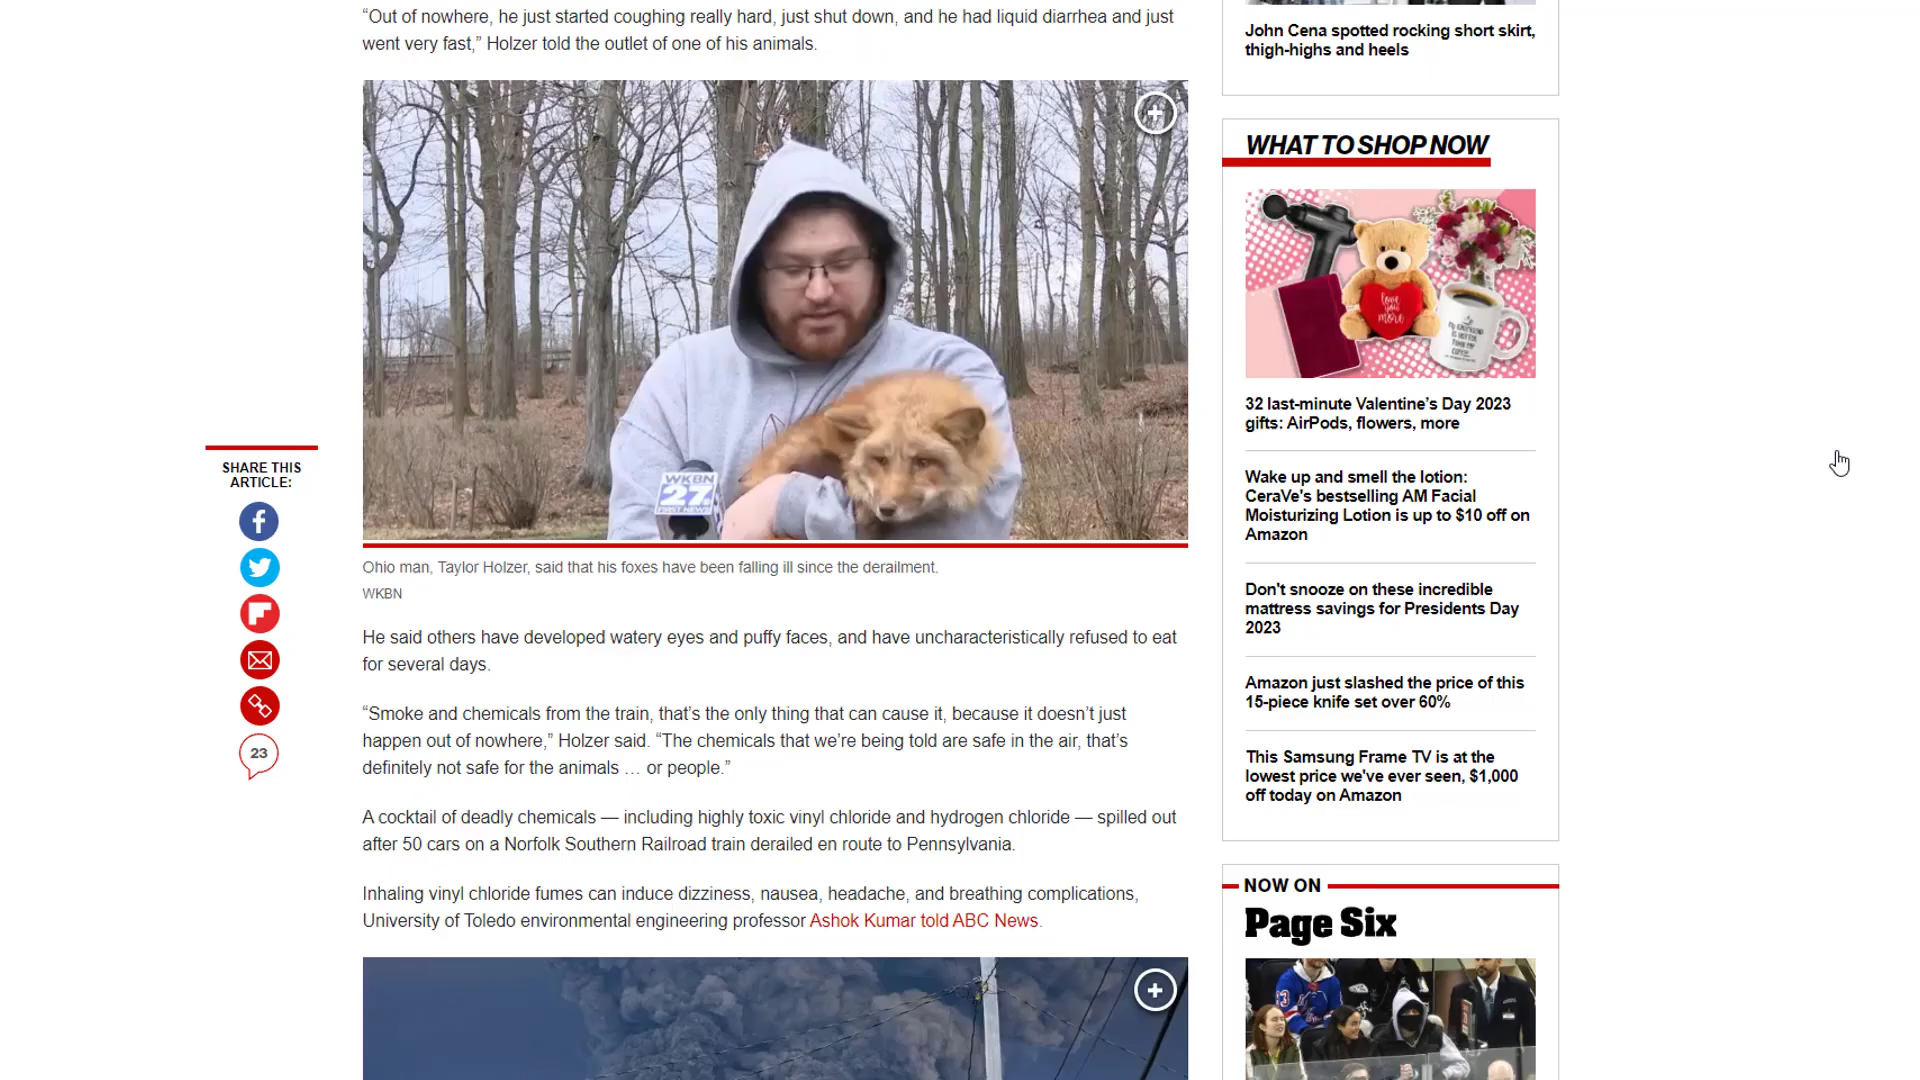 “Out of nowhere, he just started coughing really hard, just shut down, and he had liquid diarrhea and just
went very fast,” Holzer told the outlet of one of his animals.
WKBN
27
FIRST NEWS
Ohio man, Taylor Holzer, said that his foxes have been falling ill since the derailment.
WKBN
SHARE THIS
ARTICLE:
23
He said others have developed watery eyes and puffy faces, and have uncharacteristically refused to eat
for several days.
“Smoke and chemicals from the train, that’s the only thing that can cause it, because it doesn’t just
happen out of nowhere,” Holzer said. “The chemicals that we’re being told are safe in the air, that’s
definitely not safe for the animals … or people.”
A cocktail of deadly chemicals — including highly toxic vinyl chloride and hydrogen chloride — spilled out
after 50 cars on a Norfolk Southern Railroad train derailed en route to Pennsylvania.
Inhaling vinyl chloride fumes can induce dizziness, nausea, headache, and breathing complications,
University of Toledo environmental engineering professor Ashok Kumar told ABC News.
John Cena spotted rocking short skirt,
thigh-highs and heels
WHAT TO SHOP NOW
love
you
more
32 last-minute Valentine’s Day 2023
gifts: AirPods, flowers, more
Wake up and smell the lotion:
CeraVe's bestselling AM Facial
Moisturizing Lotion is up to $10 off on
Amazon
Don't snooze on these incredible
mattress savings for Presidents Day
2023
Amazon just slashed the price of this
15-piece knife set over 60%
This Samsung Frame TV is at the
lowest price we've ever seen, $1,000
off today on Amazon
NOW ON
Page Six